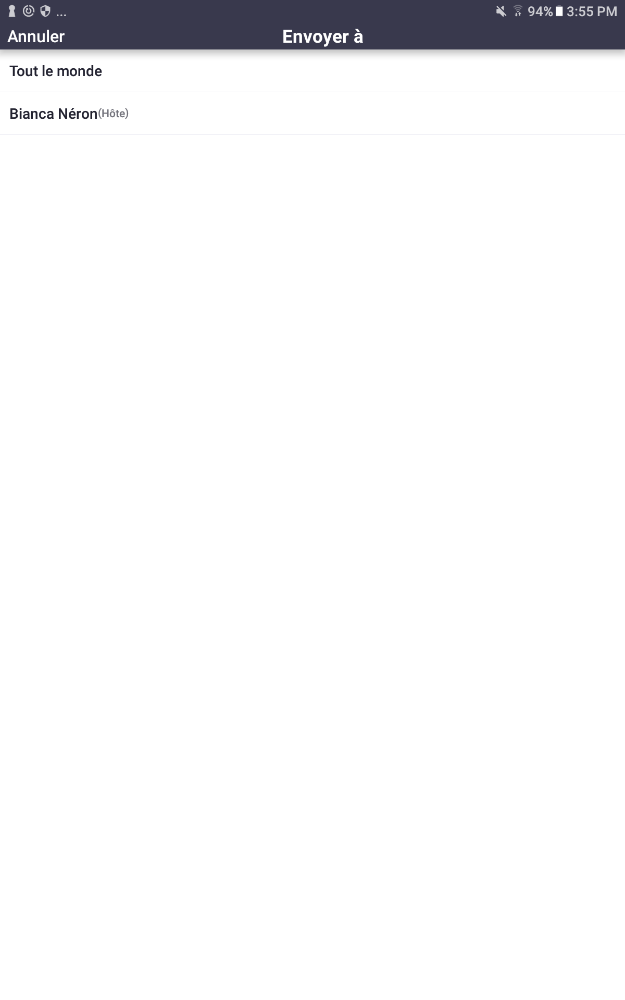 ... 94% 3:55 PM
Annuler Envoyer à
Tout le monde
Bianca Néron(Hôte)